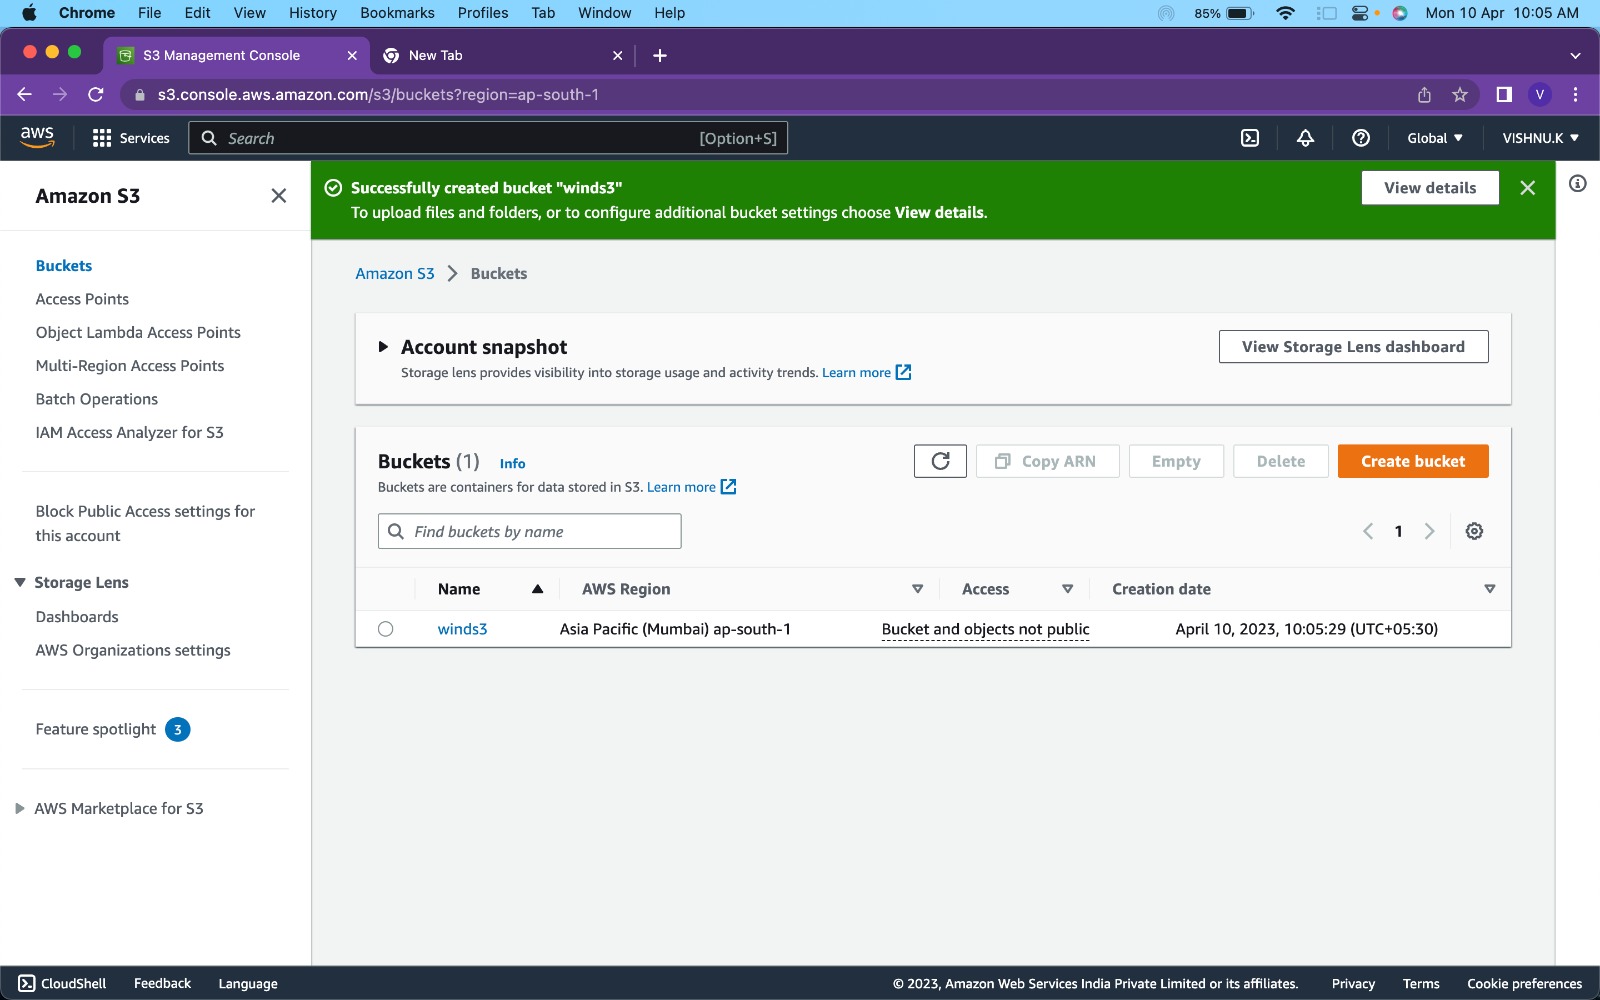 Chrome File Edit View History Bookmarks Profiles Tab Window Help 85% Mon 10 Apr 10:05 AM
S3 Management Console New Tab
s3.console.aws.amazon.com/s3/buckets?region=ap-south-1 V
aws Services Search [Option+S] Global VISHNU.K
Amazon S3
Buckets
Access Points
Object Lambda Access Points
Multi-Region Access Points
Batch Operations
IAM Access Analyzer for S3
Block Public Access settings for
this account
Storage Lens
Dashboards
AWS Organizations settings
Feature spotlight 3
AWS Marketplace for S3
Successfully created bucket "winds3"
To upload files and folders, or to configure additional bucket settings choose View details.
View details
Amazon S3 Buckets
Account snapshot
Storage lens provides visibility into storage usage and activity trends. Learn more
View Storage Lens dashboard
Buckets (1) Info
Buckets are containers for data stored in S3. Learn more
Copy ARN Empty Delete Create bucket
Find buckets by name
1
Name AWS Region Access Creation date
winds3 Asia Pacific (Mumbai) ap-south-1 Bucket and objects not public April 10, 2023, 10:05:29 (UTC+05:30)
CloudShell Feedback Language © 2023, Amazon Web Services India Private Limited or its affiliates. Privacy Terms Cookie preferences